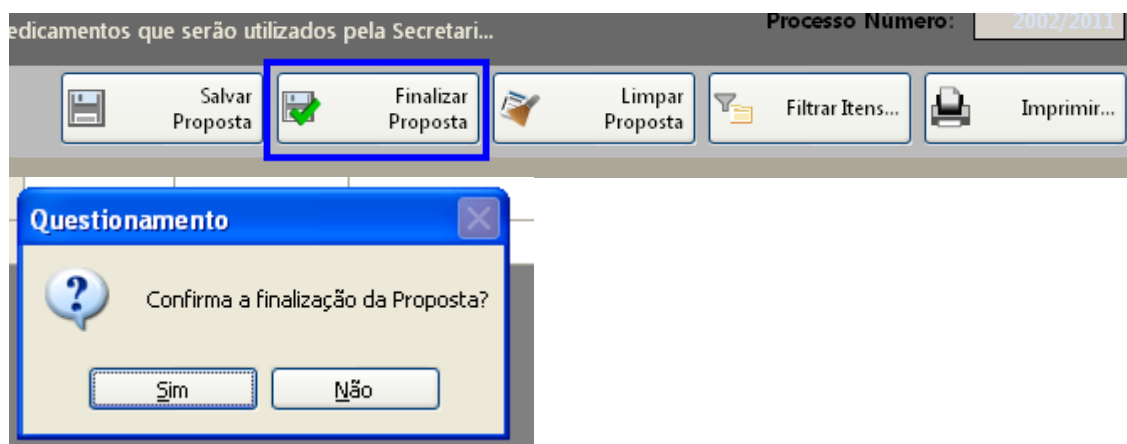 edicamentos que serão utilizados pela Secretari...
Processo Número:
2002/2011
Salvar
Proposta
Finalizar
Proposta
Limpar
Proposta
Filtrar Itens...
Imprimir...
Questionamento
Confirma a finalização da Proposta?
Sim
Não